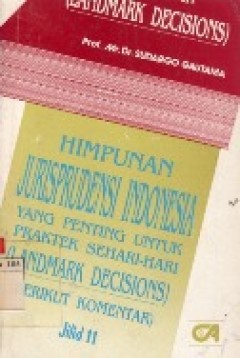 (LANDMARK DECISIONS)
Prof. Mr. Dr. SUDARGO GAUTAMA
HIMPUNAN
JURISPRUDENSI INDONESIA
YANG PENTING UNTUK
PRAKTEK SEHARI-HARI
(LANDMARK DECISIONS)
BERIKUT KOMENTAR)
Jilid 11